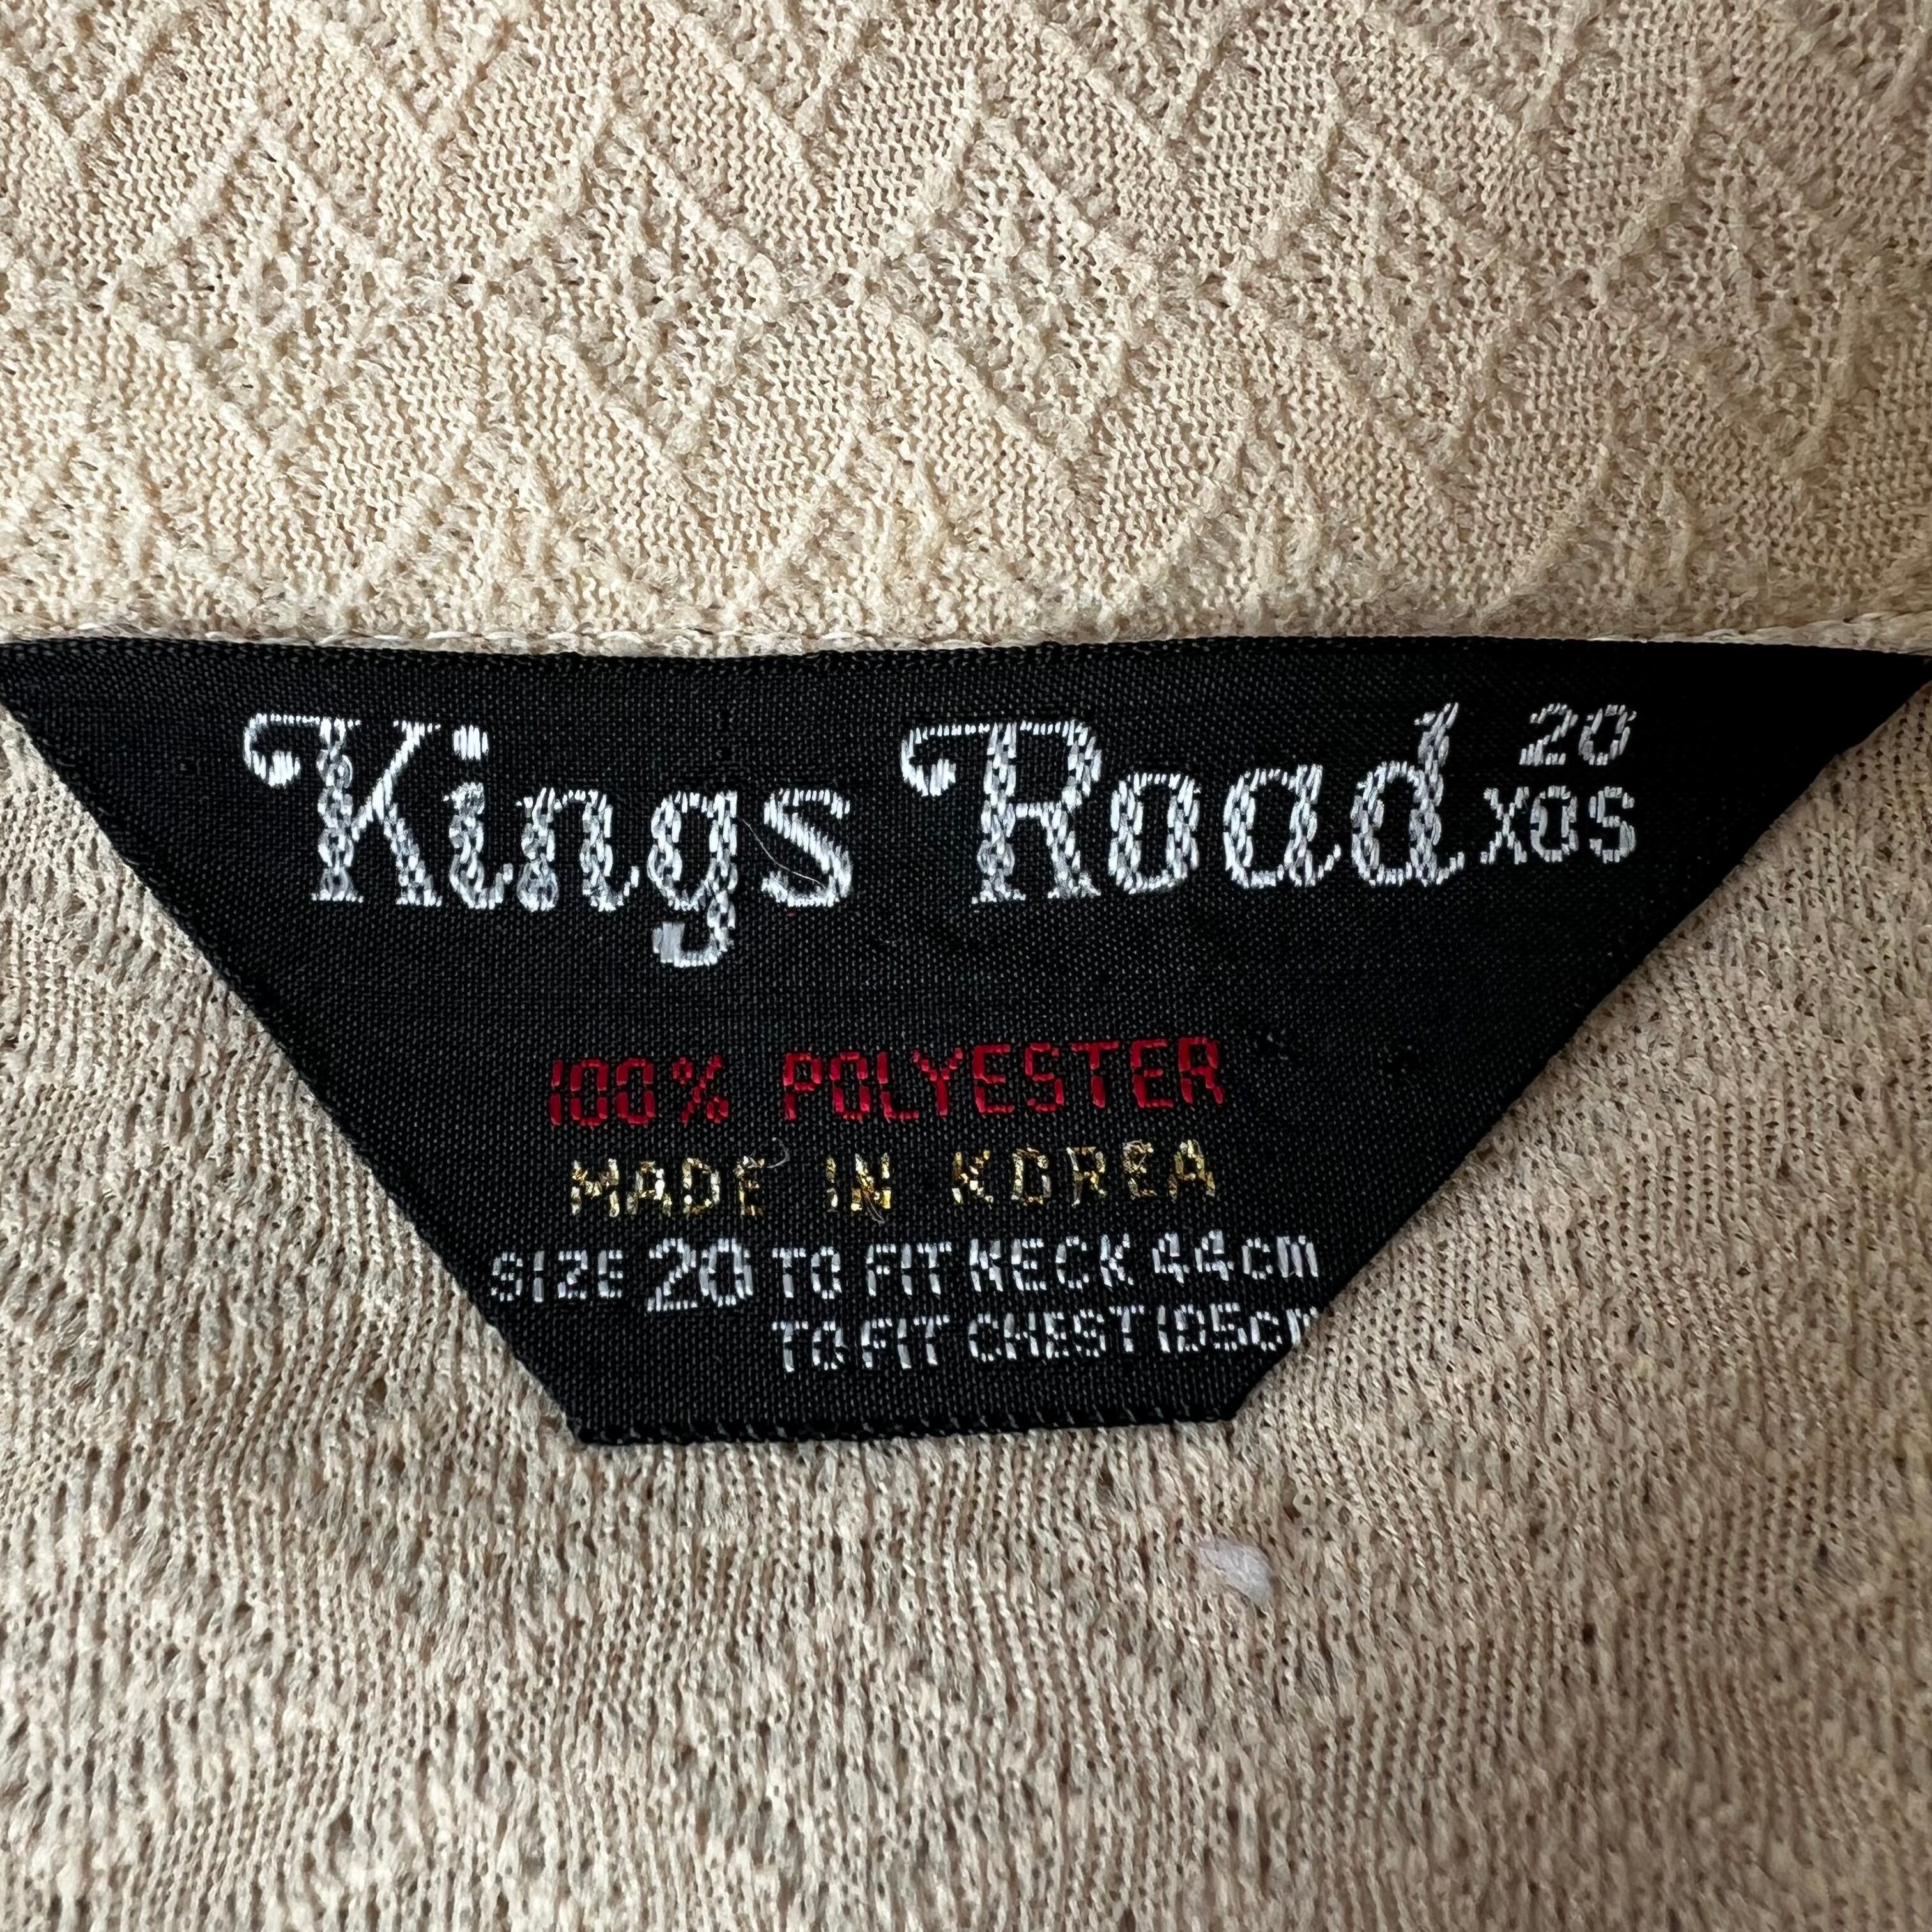 Kings Road 20
XOS
100% POLYESTER
MADE IN KOREA
SIZE 20 TO FIT NECK 44cm
TO FIT CHEST 105cm